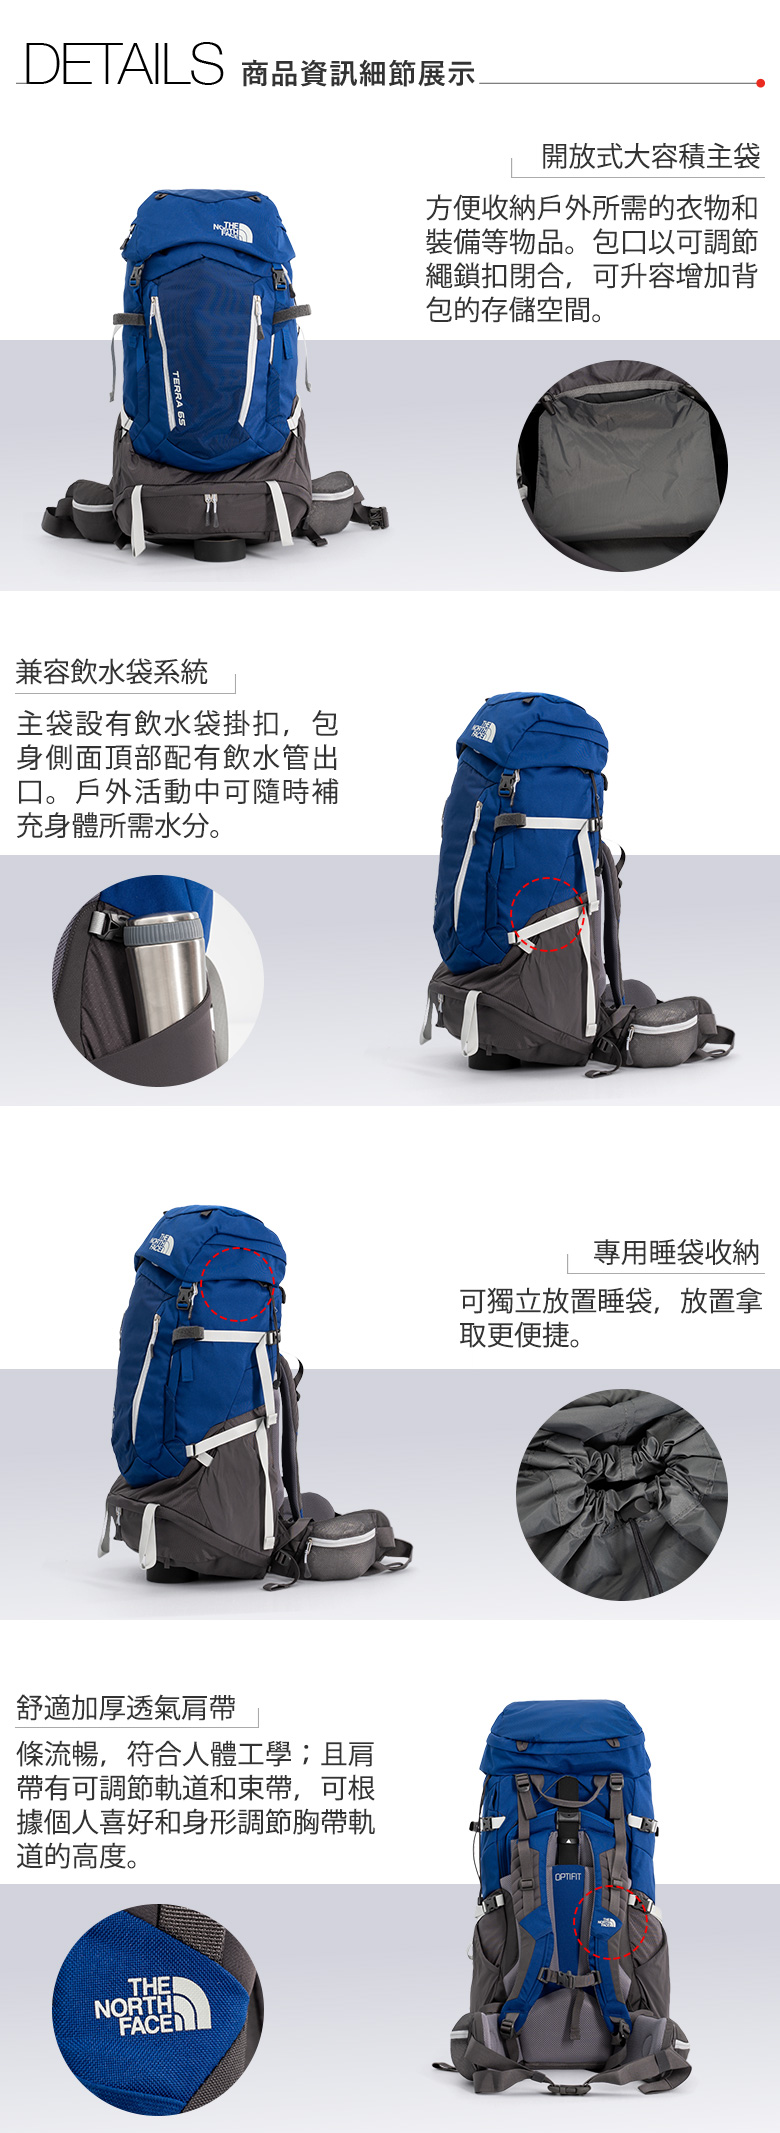 DETAILS 商品資訊細節展示
開放式大容積主袋
方便收納戶外所需的衣物和
裝備等物品。包口以可調節
繩鎖扣閉合，可升容增加背
包的存儲空間。
THE
NORTH
FACE
TERRA 65
兼容飲水袋系統
主袋設有飲水袋掛扣，包
身側面頂部配有飲水管出
口。戶外活動中可隨時補
充身體所需水分。
THE
NORTH
FACE
THE
NORTH
FACE
專用睡袋收納
可獨立放置睡袋，放置拿
取更便捷。
舒適加厚透氣肩帶
條流暢，符合人體工學；且肩
帶有可調節軌道和束帶，可根
據個人喜好和身形調節胸帶軌
道的高度。
OPTIFIT
THE
NORTH
FACE
THE
NORTH
FACE